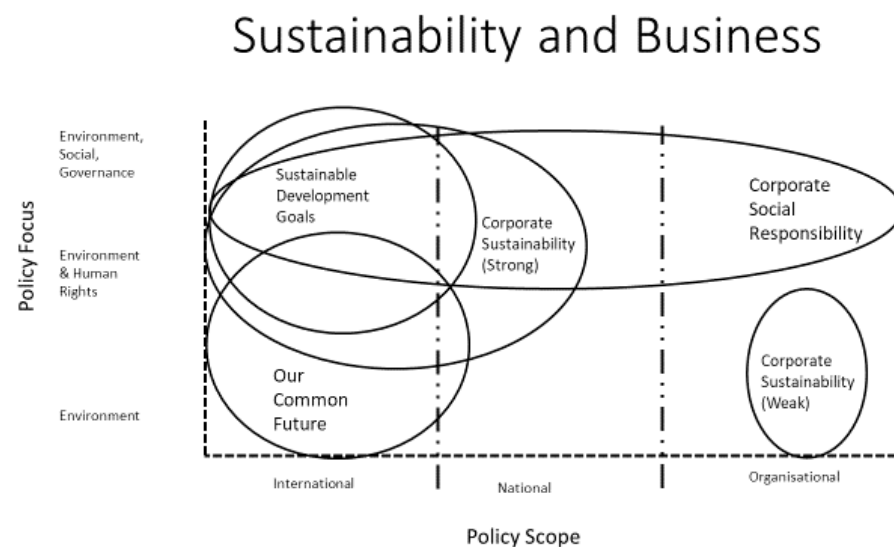 Sustainability and Business
Environment,
Social,
Governance
Sustainable
Development
Goals
Corporate
Sustainability
(Strong)
Corporate
Social
Responsibility
Policy Focus
Environment
& Human
Rights
Our
Common
Future
Corporate
Sustainability
(Weak)
Environment
International
National
Organisational
Policy Scope